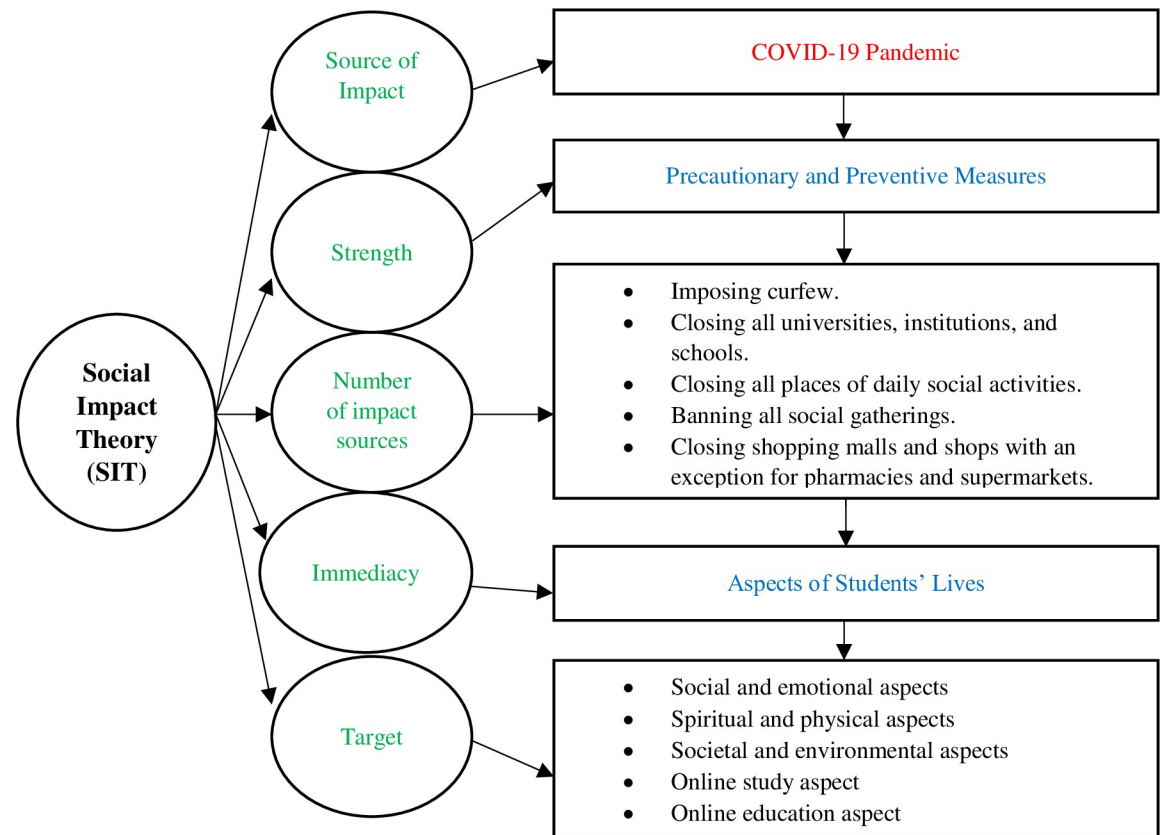 Social
Impact
Theory
(SIT)
Source of
Impact
Strength
Number
of impact
sources
Immediacy
Target
COVID-19 Pandemic
Precautionary and Preventive Measures
• Imposing curfew.
• Closing all universities, institutions, and
schools.
• Closing all places of daily social activities.
• Banning all social gatherings.
• Closing shopping malls and shops with an
exception for pharmacies and supermarkets.
Aspects of Students’ Lives
• Social and emotional aspects
• Spiritual and physical aspects
• Societal and environmental aspects
• Online study aspect
• Online education aspect